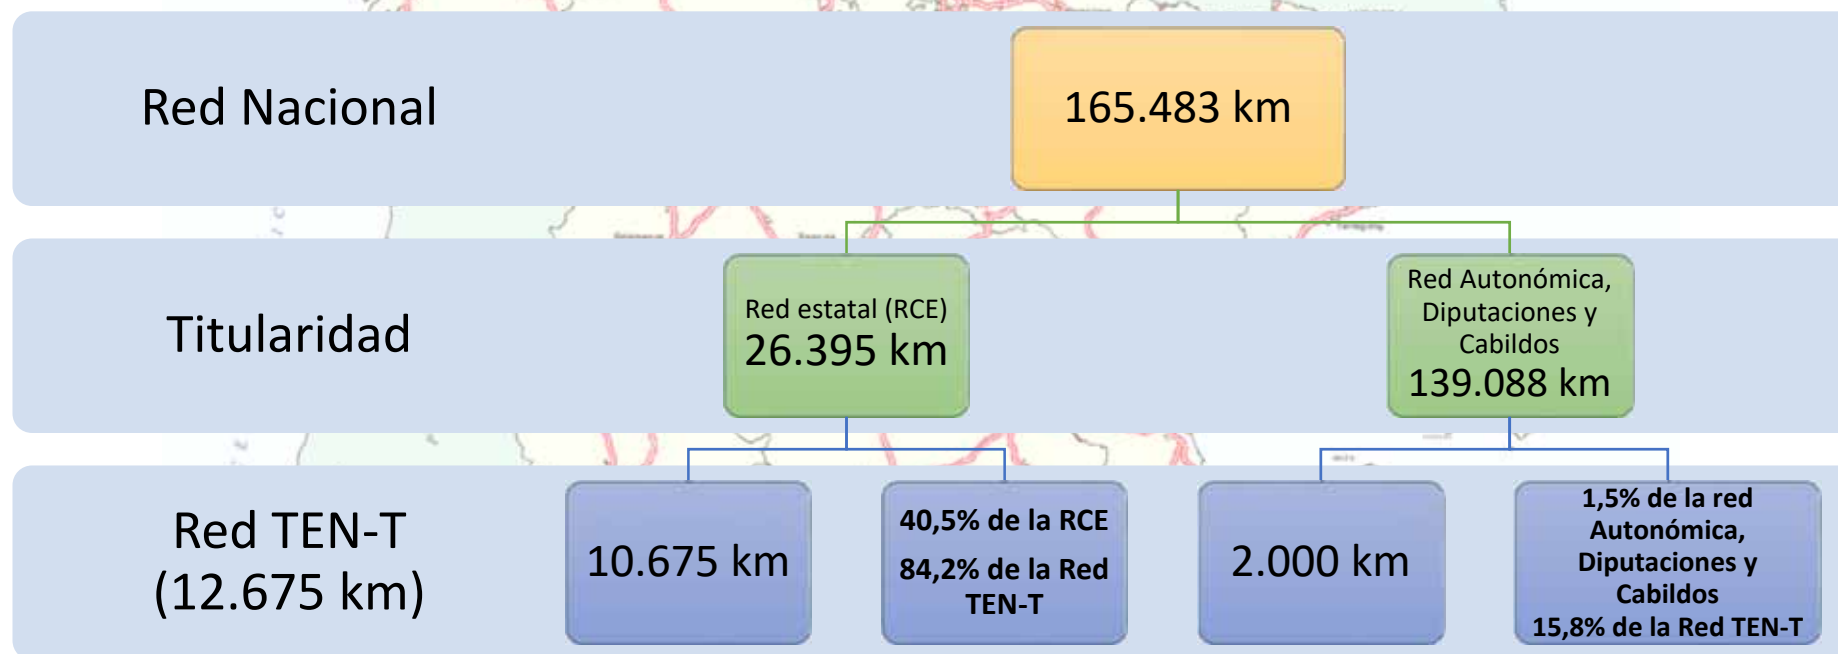 Red Nacional
165.483 km
Titularidad
Red estatal (RCE)
26.395 km
Red Autonómica,
Diputaciones y
Cabildos
139.088 km
Red TEN-T
(12.675 km)
10.675 km
40,5% de la RCE
84,2% de la Red
TEN-T
2.000 km
1,5% de la red
Autonómica,
Diputaciones y
Cabildos
15,8% de la Red TEN-T